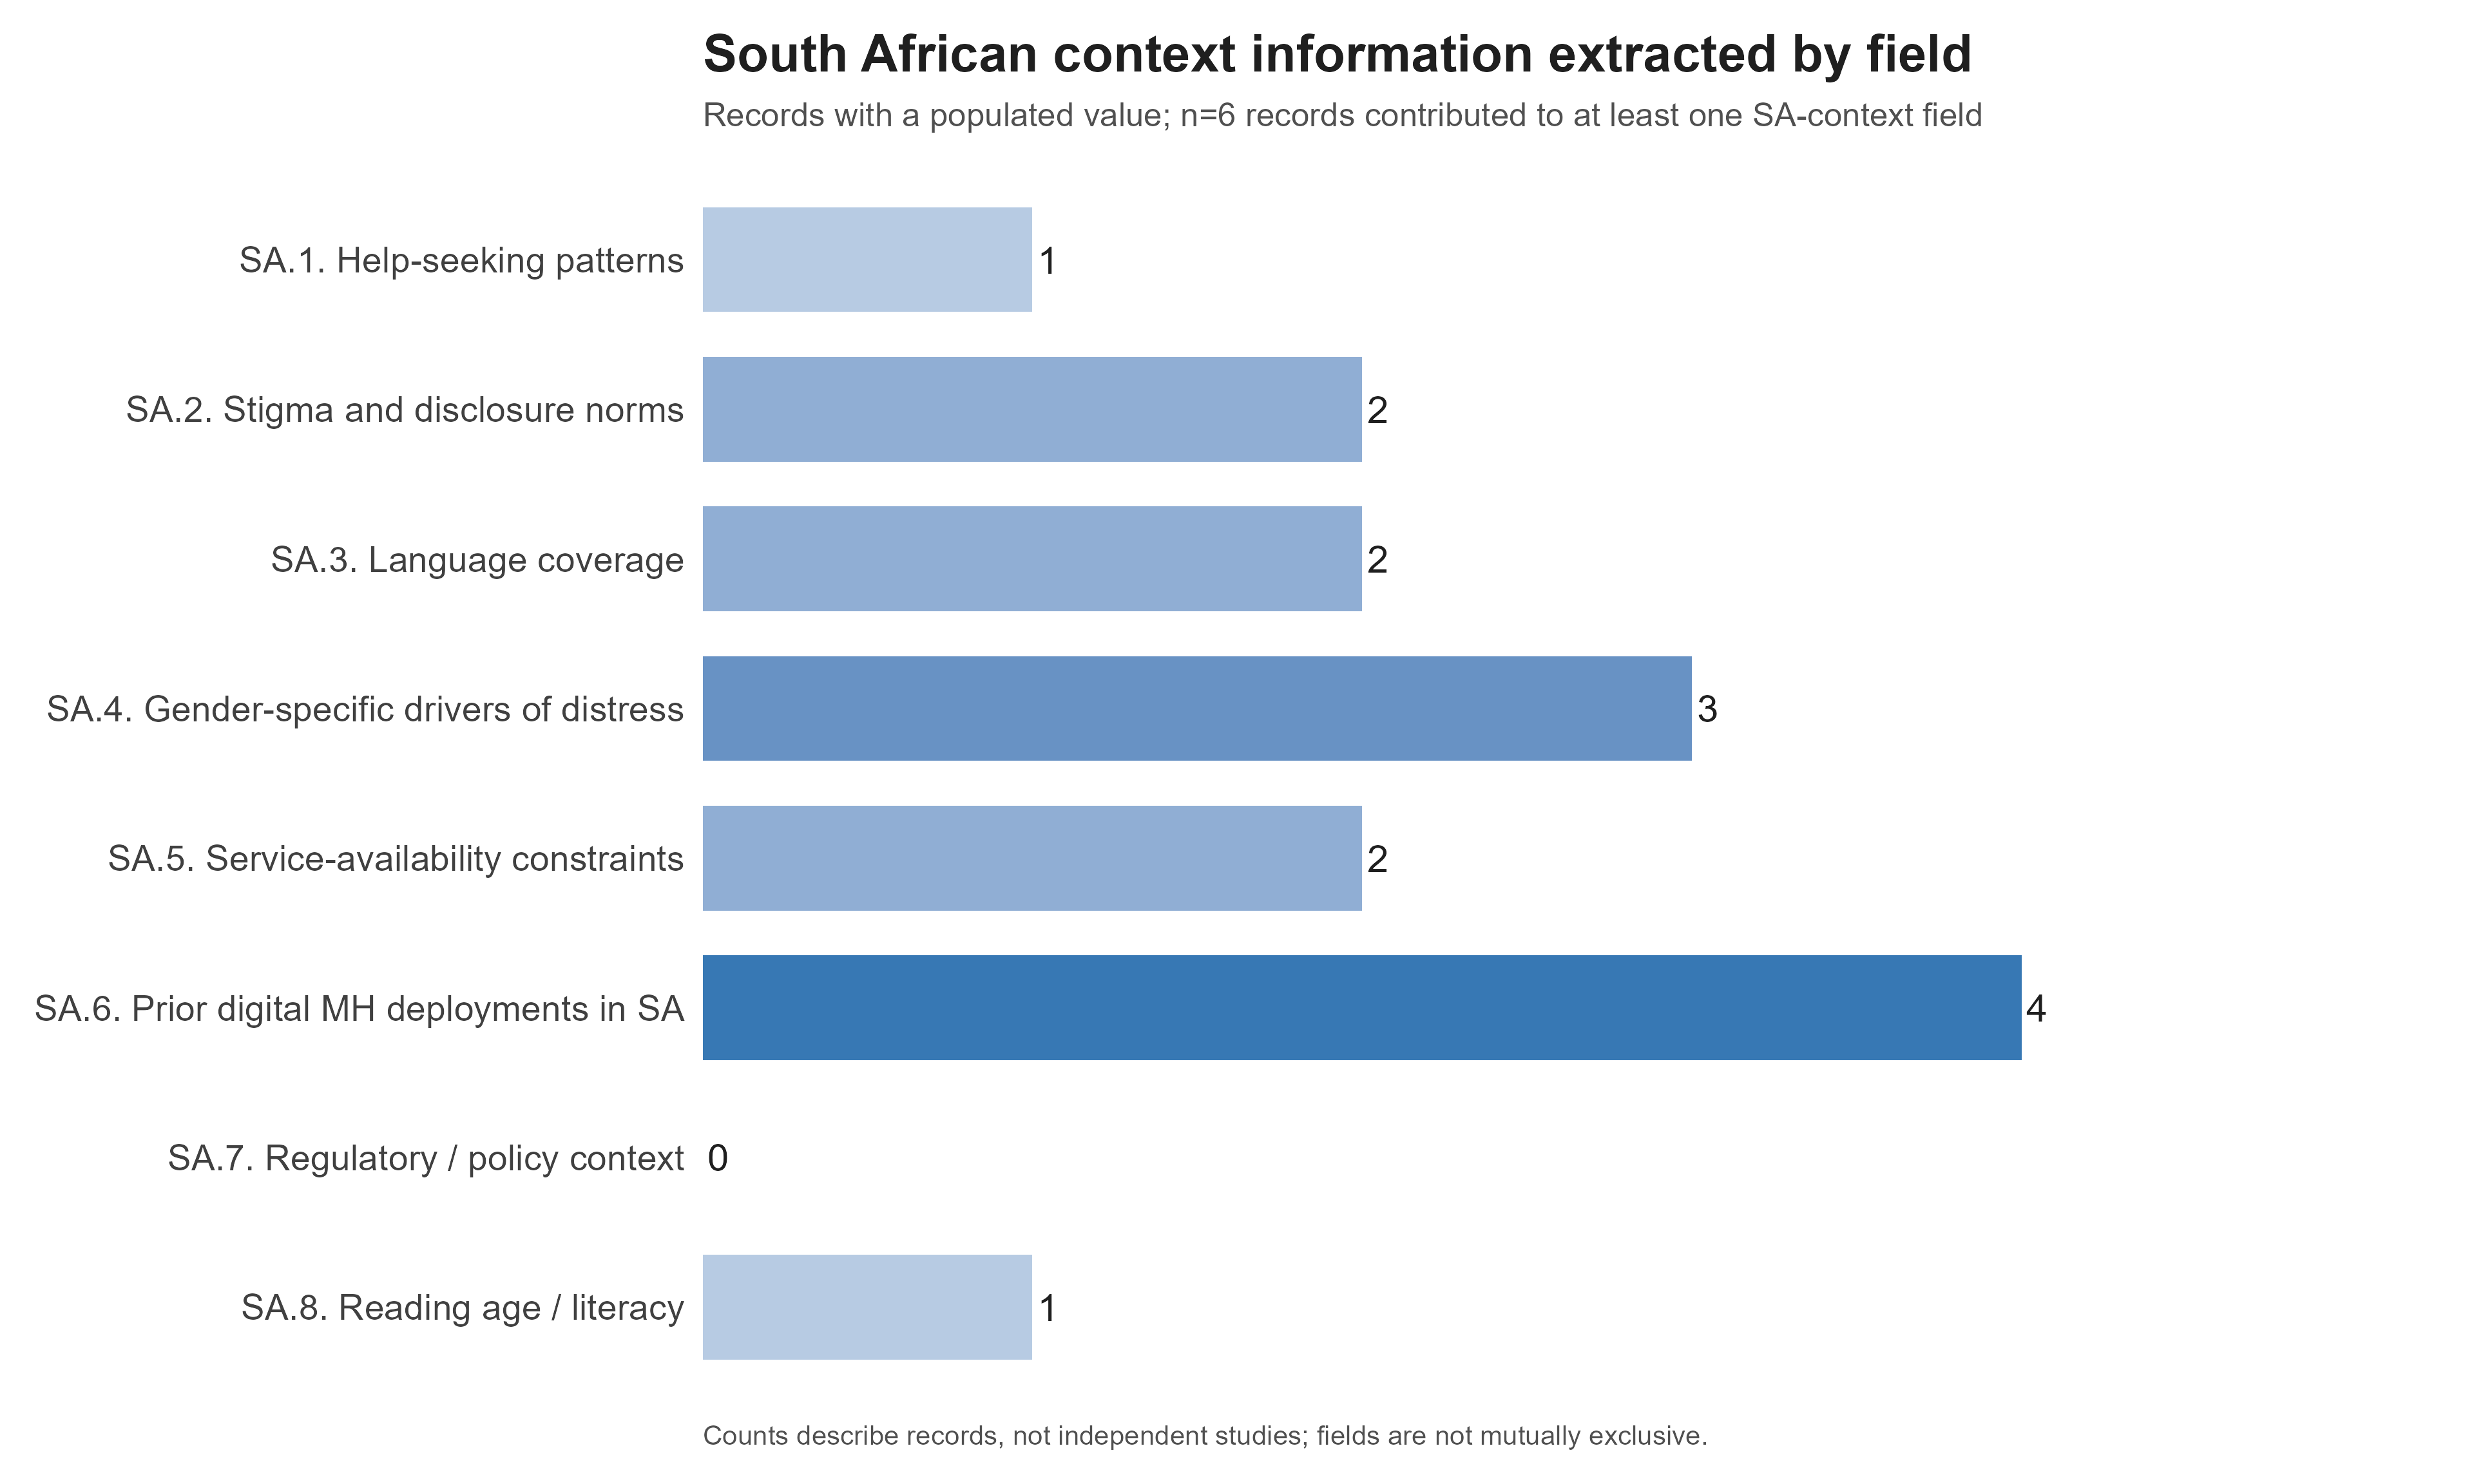 South African context information extracted by field
Records with a populated value; n=6 records contributed to at least one SA-context field
SA.1. Help-seeking patterns 1
SA.2. Stigma and disclosure norms 2
SA.3. Language coverage 2
SA.4. Gender-specific drivers of distress 3
SA.5. Service-availability constraints 2
SA.6. Prior digital MH deployments in SA 4
SA.7. Regulatory / policy context 0
SA.8. Reading age / literacy 1
Counts describe records, not independent studies; fields are not mutually exclusive.